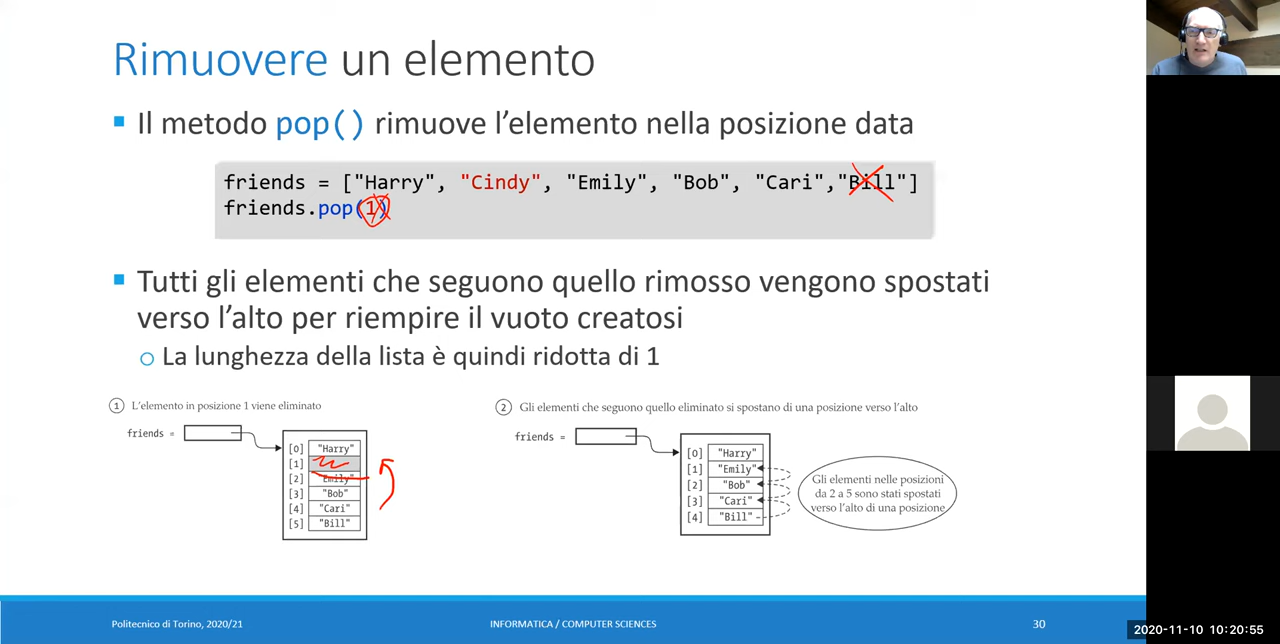 Rimuovere un elemento
Il metodo pop() rimuove l'elemento nella posizione data
friends = ["Harry", "Cindy", "Emily", "Bob", "Cari","Bill"]
friends.pop(1)
Tutti gli elementi che seguono quello rimosso vengono spostati
verso l'alto per riempire il vuoto creatosi
La lunghezza della lista è quindi ridotta di 1
1 L'elemento in posizione 1 viene eliminato
friends =
[0] "Harry"
[1]
[2] "Emily"
[3] "Bob"
[4] "Cari"
[5] "Bill"
2 Gli elementi che seguono quello eliminato si spostano di una posizione verso l'alto
friends =
[0] "Harry"
[1] "Emily"
[2] "Bob"
[3] "Cari"
[4] "Bill"
Gli elementi nelle posizioni
da 2 a 5 sono stati spostati
verso l'alto di una posizione
Politecnico di Torino, 2020/21
INFORMATICA / COMPUTER SCIENCES
30
2020-11-10 10:20:55